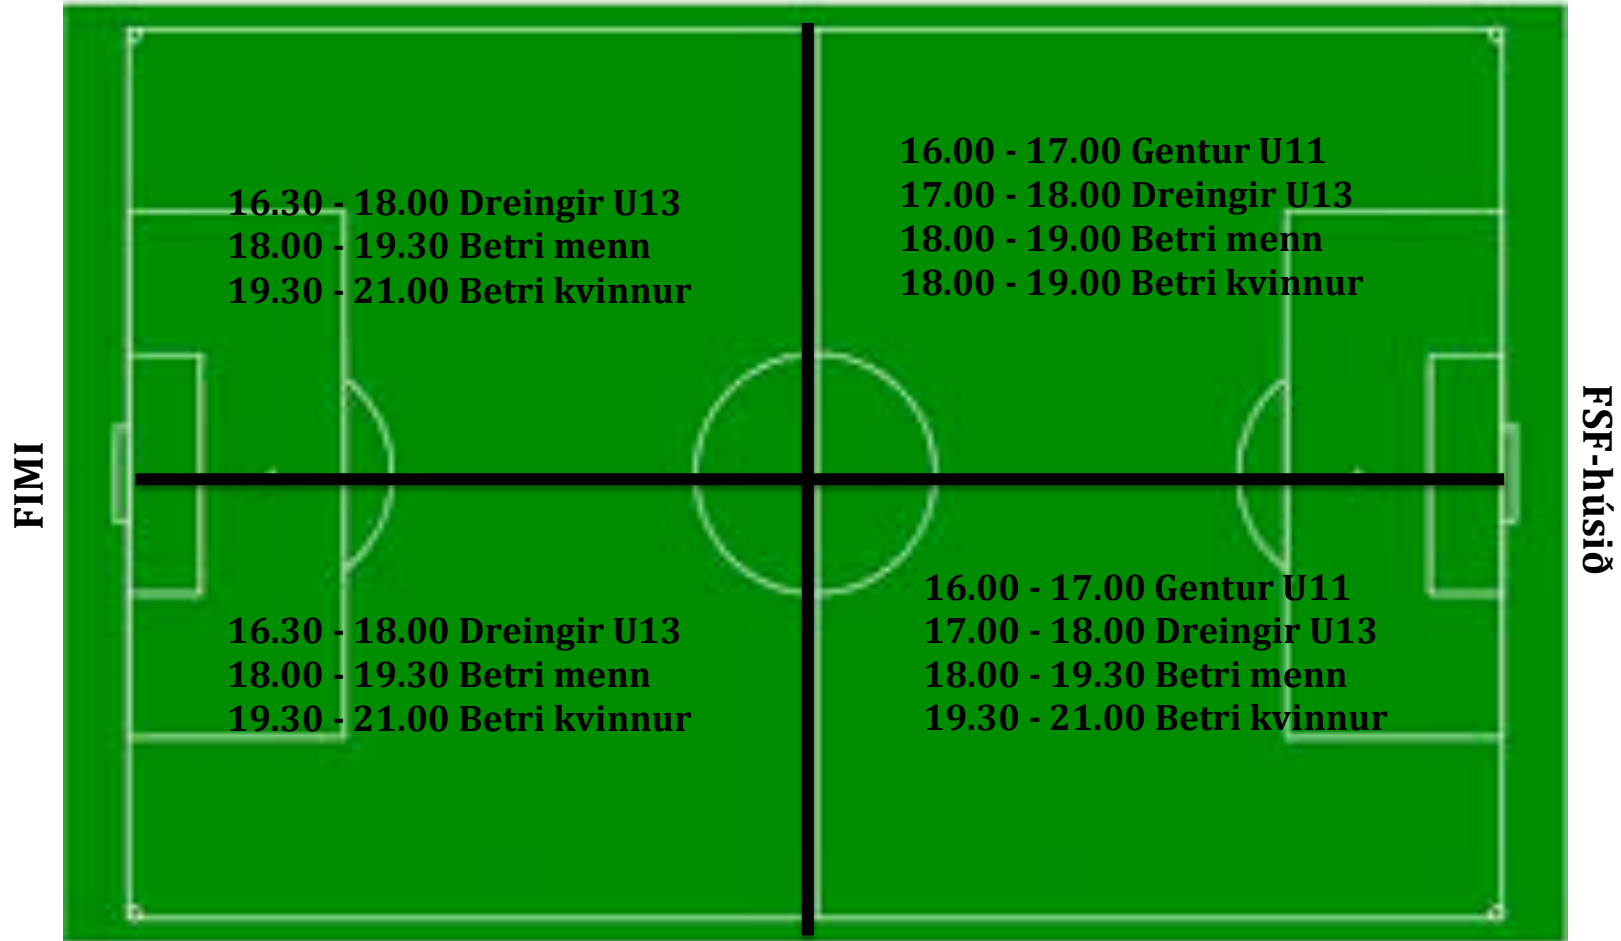 16.30 - 18.00 Dreingir U13
18.00 - 19.30 Betri menn
19.30 - 21.00 Betri kvinnur
16.00 - 17.00 Gentur U11
17.00 - 18.00 Dreingir U13
18.00 - 19.00 Betri menn
18.00 - 19.00 Betri kvinnur
FIMI
FSF-húsið
16.30 - 18.00 Dreingir U13
18.00 - 19.30 Betri menn
19.30 - 21.00 Betri kvinnur
16.00 - 17.00 Gentur U11
17.00 - 18.00 Dreingir U13
18.00 - 19.30 Betri menn
19.30 - 21.00 Betri kvinnur